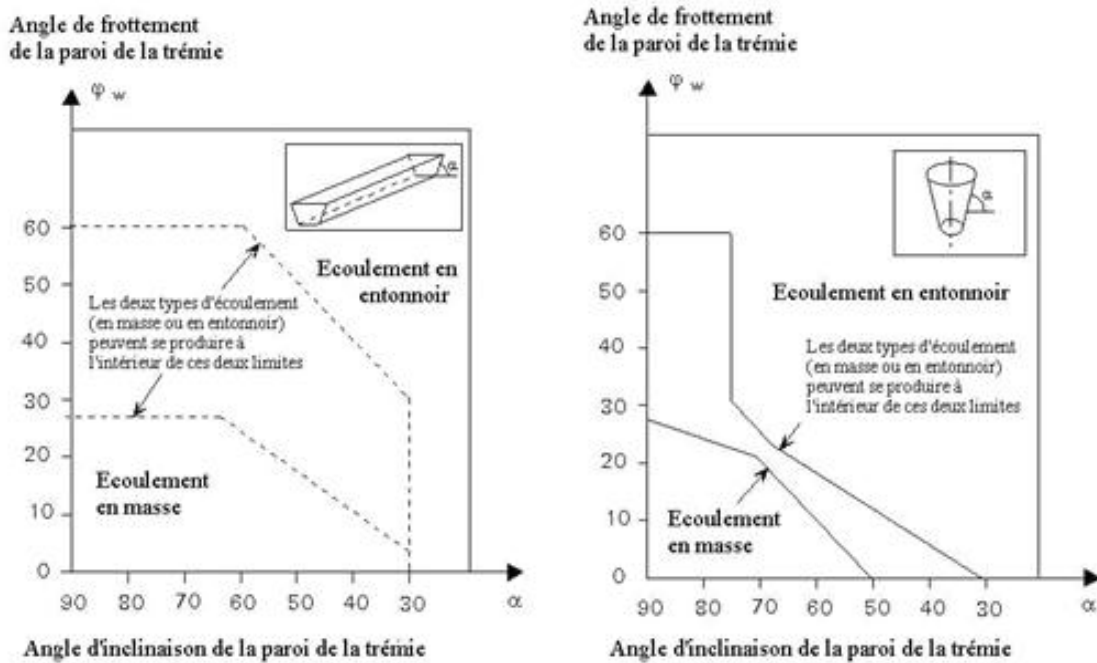 Angle de frottement
de la paroi de la trémie
φ w
α
60
50
40
30
20
10
0
Ecoulement en
entonnoir
Les deux types d'écoulement
(en masse ou en entonnoir)
peuvent se produire à
l'intérieur de ces deux limites
Ecoulement
en masse
90 80 70 60 50 40 30 α
Angle d'inclinaison de la paroi de la trémie
Angle de frottement
de la paroi de la trémie
φ w
α
60
50
40
30
20
10
0
Ecoulement en entonnoir
Les deux types d'écoulement
(en masse ou en entonnoir)
peuvent se produire à
l'intérieur de ces deux limites
Ecoulement
en masse
90 80 70 60 50 40 30 α
Angle d'inclinaison de la paroi de la trémie